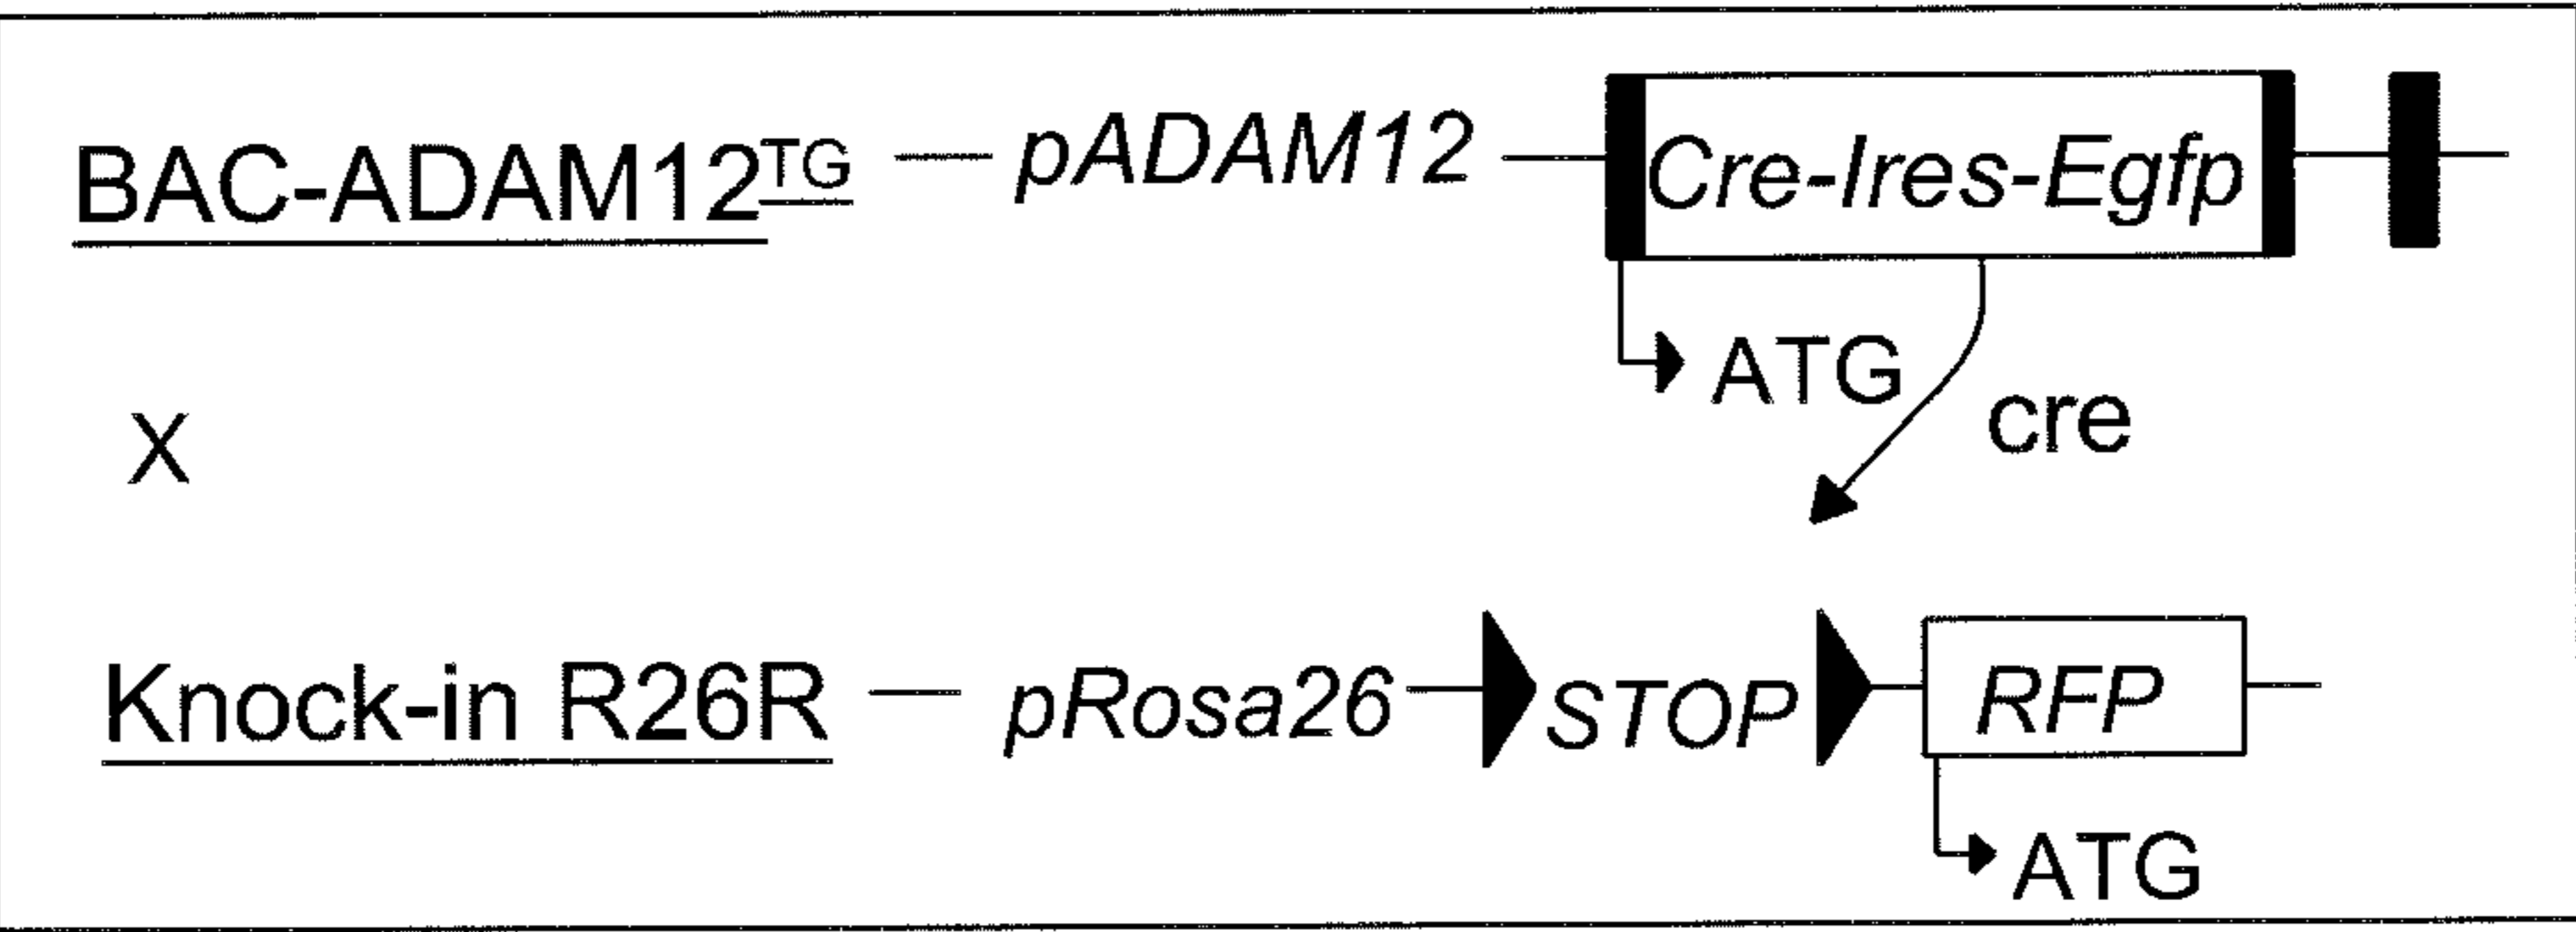 BAC-ADAM12TG — pADAM12 — Cre-Ires-Egfp
ATG
cre
X
Knock-in R26R — pRosa26 — STOP RFP
ATG